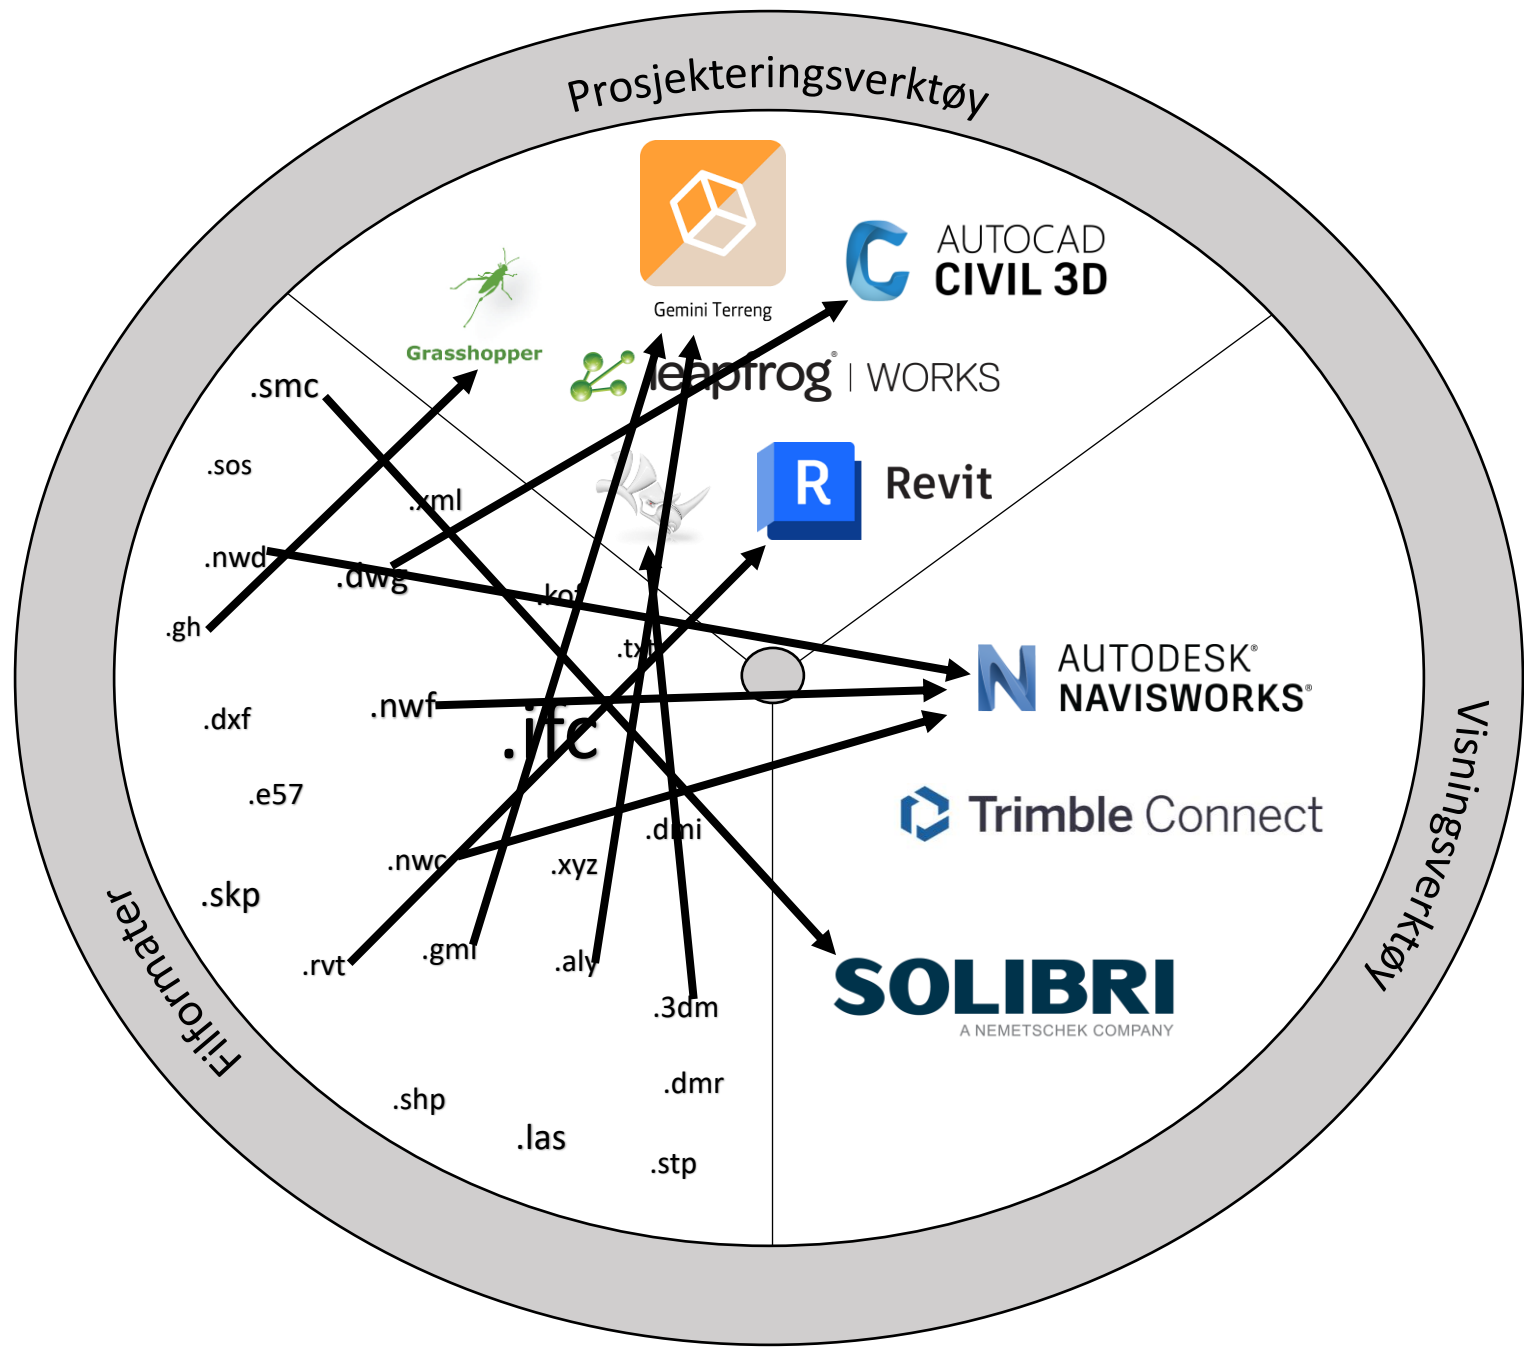 Prosjekteringsverktøy
Gemini Terreng
AUTOCAD
CIVIL 3D
Grasshopper
leapfrog® | WORKS
.smc
.sos
.xml
R Revit
.nwd
.dwg
.kof
.gh
.txt
AUTODESK®
NAVISWORKS®
.nwf
.dxf
.ifc
.e57
Trimble Connect
.dmi
.nwc
.xyz
.skp
.gml
.aly
.rvt
.3dm
SOLIBRI
A NEMETSCHEK COMPANY
.dmr
.shp
.las
.stp
Filformater
Visningsverktøy